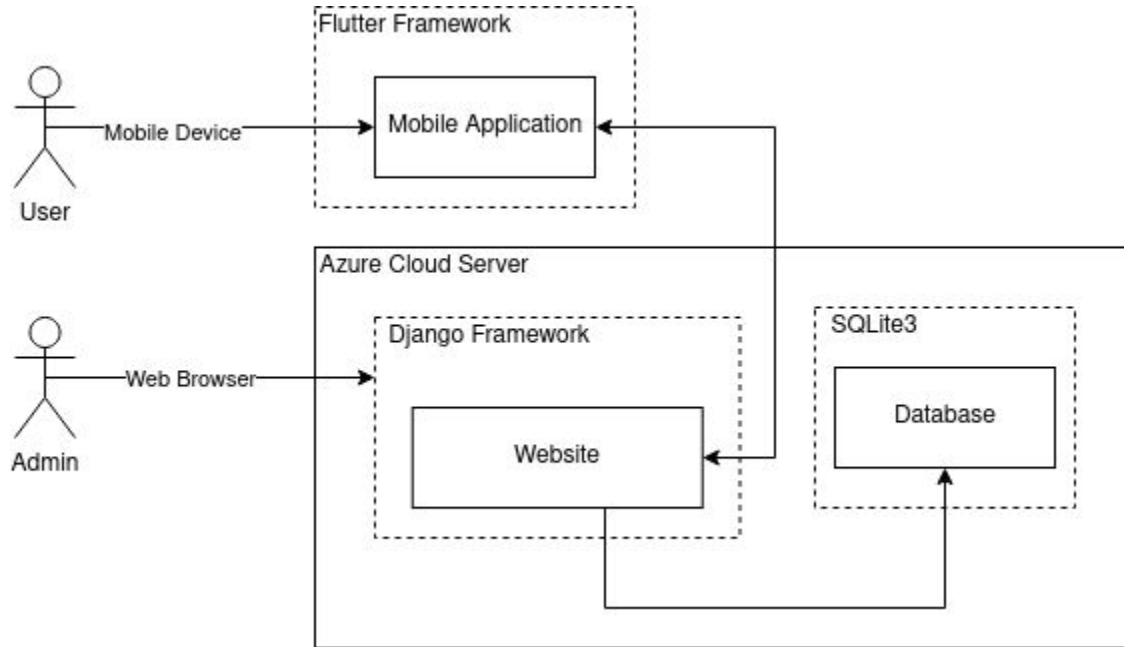 Flutter Framework
Mobile Application
Mobile Device
User
Azure Cloud Server
Django Framework
SQLite3
Web Browser
Database
Website
Admin